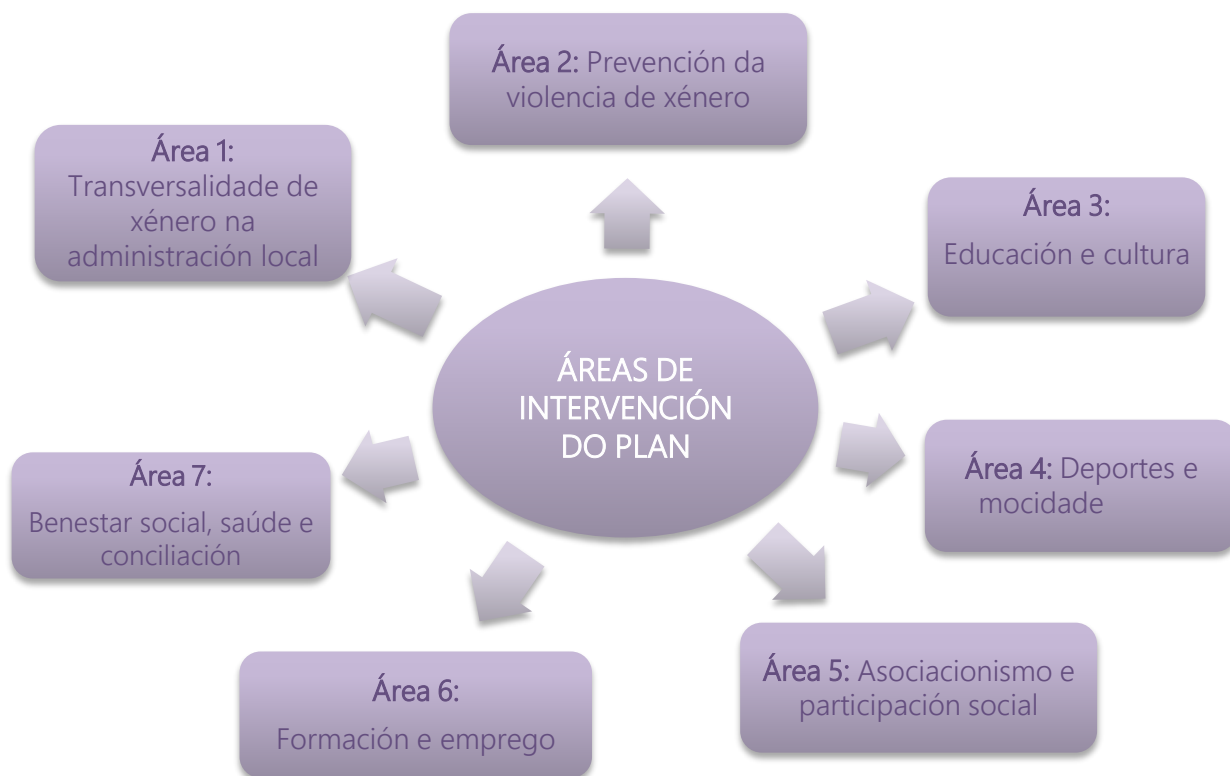 Área 2: Prevención da
violencia de xénero
Área 1:
Transversalidade de
xénero na
administración local
Área 3:
Educación e cultura
ÁREAS DE
INTERVENCIÓN
DO PLAN
Área 4: Deportes e
mocidade
Área 7:
Benestar social, saúde e
conciliación
Área 5: Asociacionismo e
participación social
Área 6:
Formación e emprego